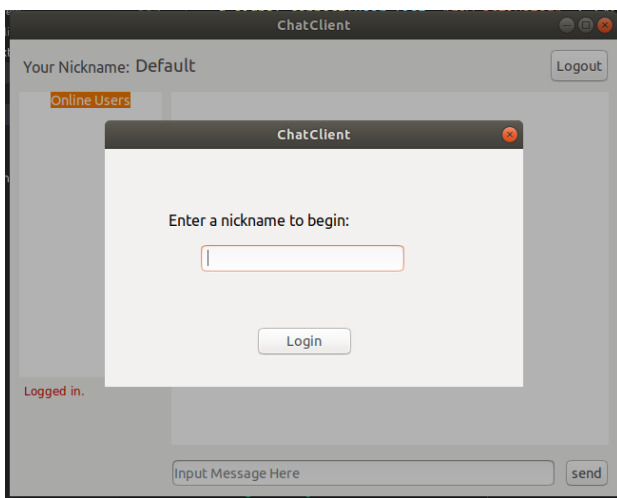 ChatClient
Your Nickname: Default
Logout
Online Users
ChatClient
Enter a nickname to begin:
Login
Logged in.
Input Message Here
send